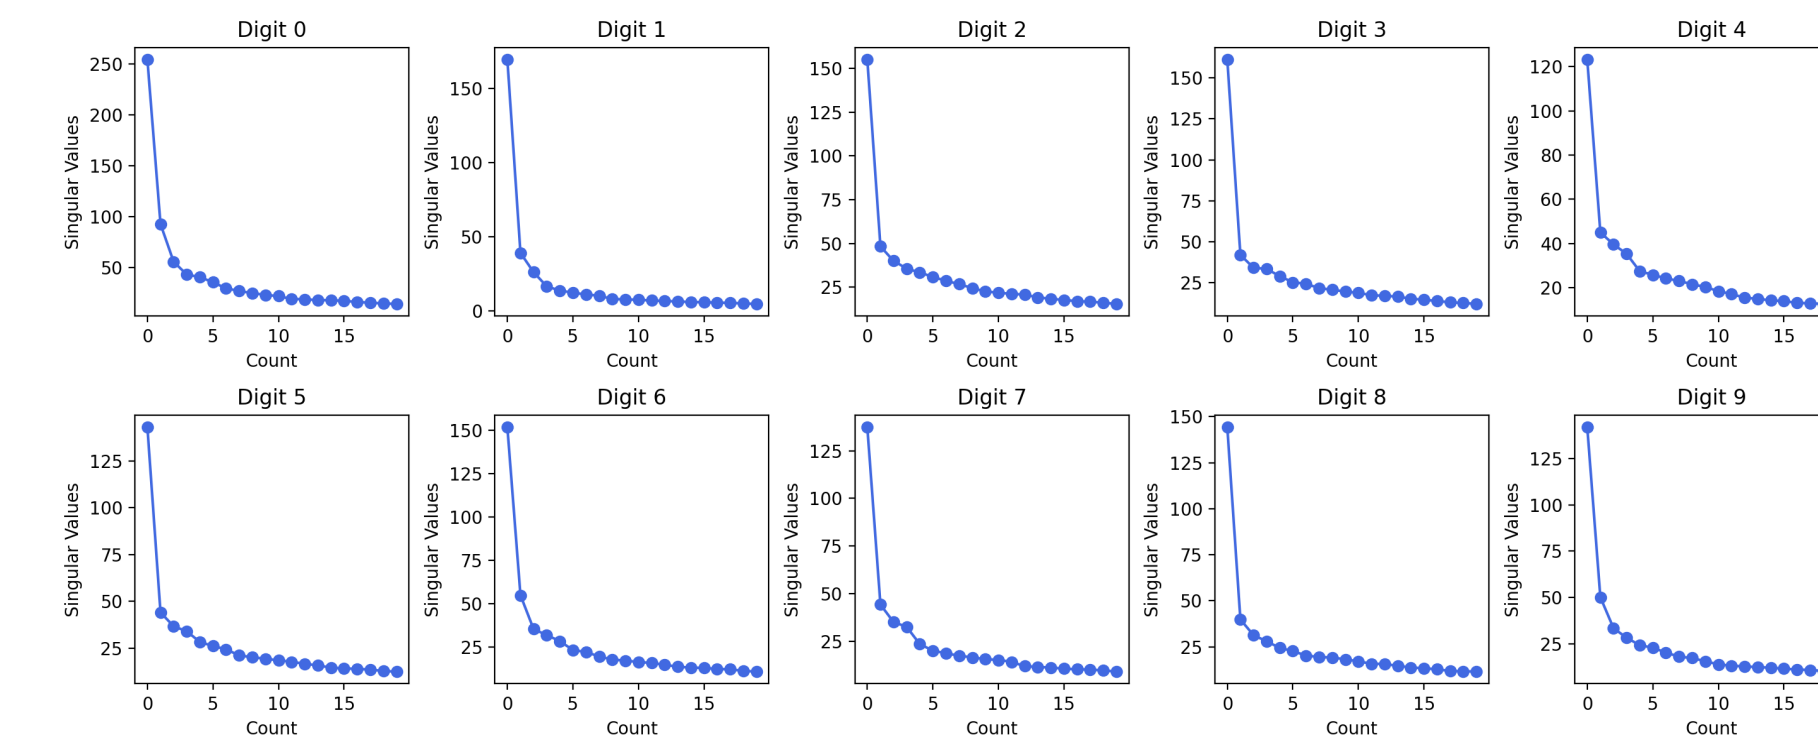 Digit 0
Singular Values
250
200
150
100
50
0 5 10 15
Count
Digit 1
Singular Values
150
100
50
0
0 5 10 15
Count
Digit 2
Singular Values
150
125
100
75
50
25
0 5 10 15
Count
Digit 3
Singular Values
150
125
100
75
50
25
0 5 10 15
Count
Digit 4
Singular Values
120
100
80
60
40
20
0 5 10 15
Count
Digit 5
Singular Values
125
100
75
50
25
0 5 10 15
Count
Digit 6
Singular Values
150
125
100
75
50
25
0 5 10 15
Count
Digit 7
Singular Values
125
100
75
50
25
0 5 10 15
Count
Digit 8
Singular Values
150
125
100
75
50
25
0 5 10 15
Count
Digit 9
Singular Values
125
100
75
50
25
0 5 10 15
Count